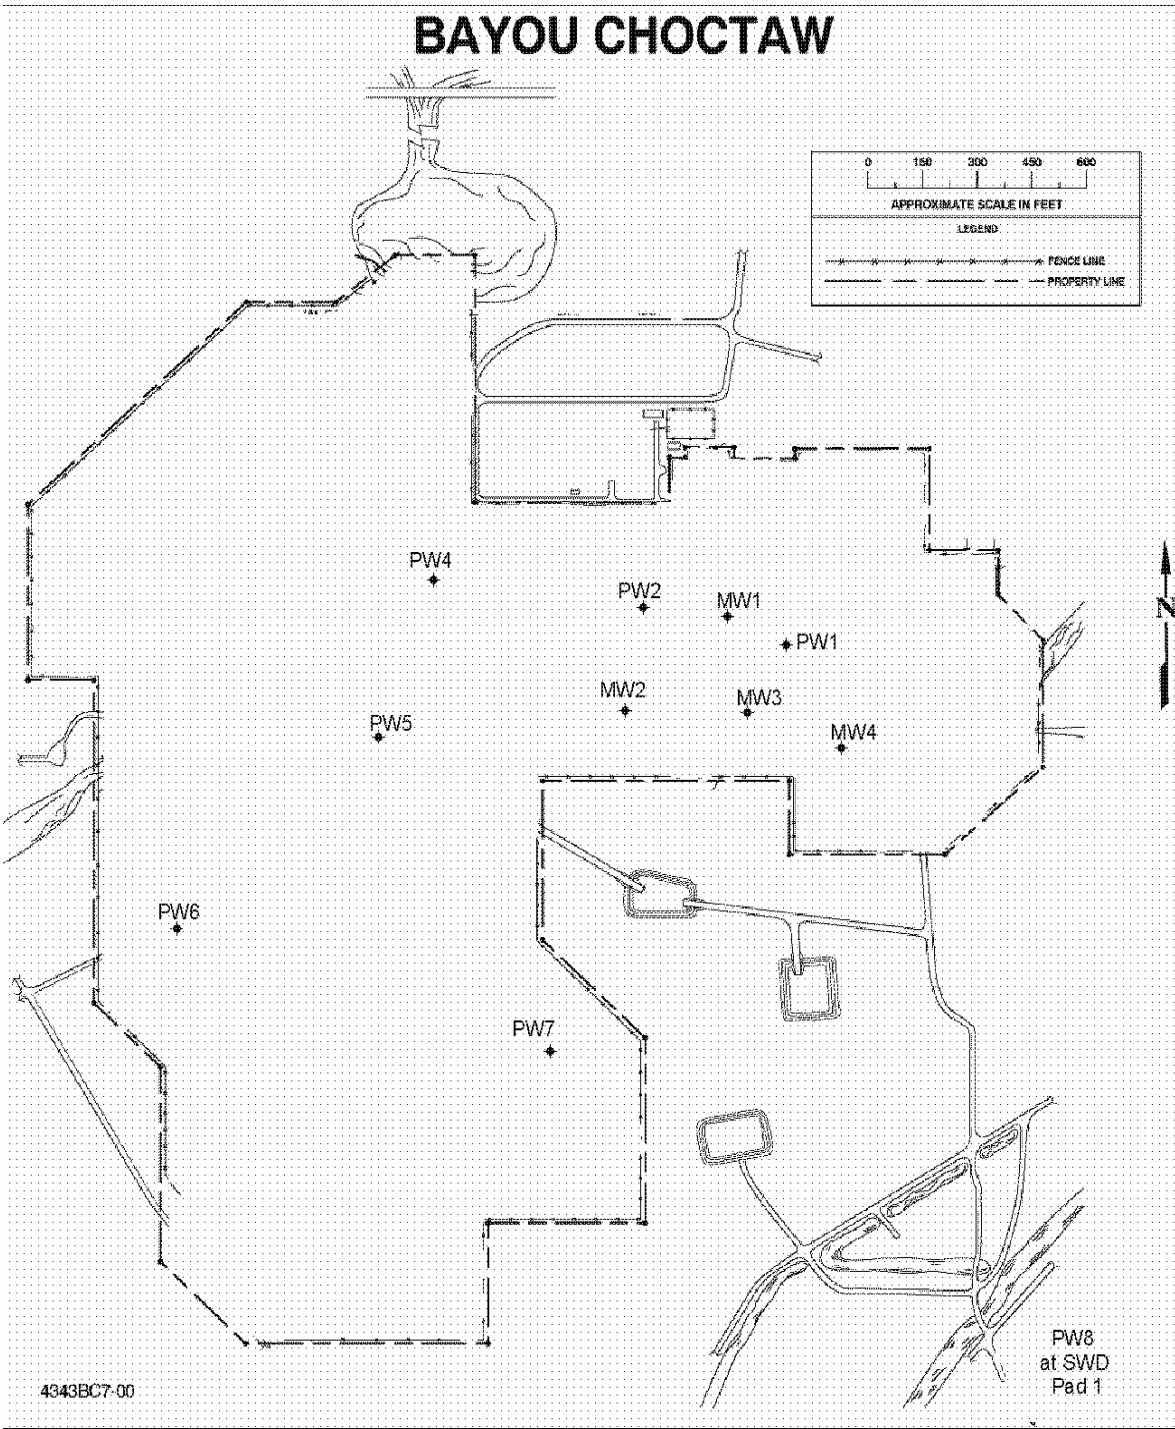 BAYOU CHOCTAW
0 150 300 450 600
APPROXIMATE SCALE IN FEET
LEGEND
FENCE LINE
PROPERTY LINE
PW4
PW2
MW1
N
PW1
MW2
MW3
PW5
MW4
PW6
PW7
PW8
at SWD
Pad 1
4343BC7-00